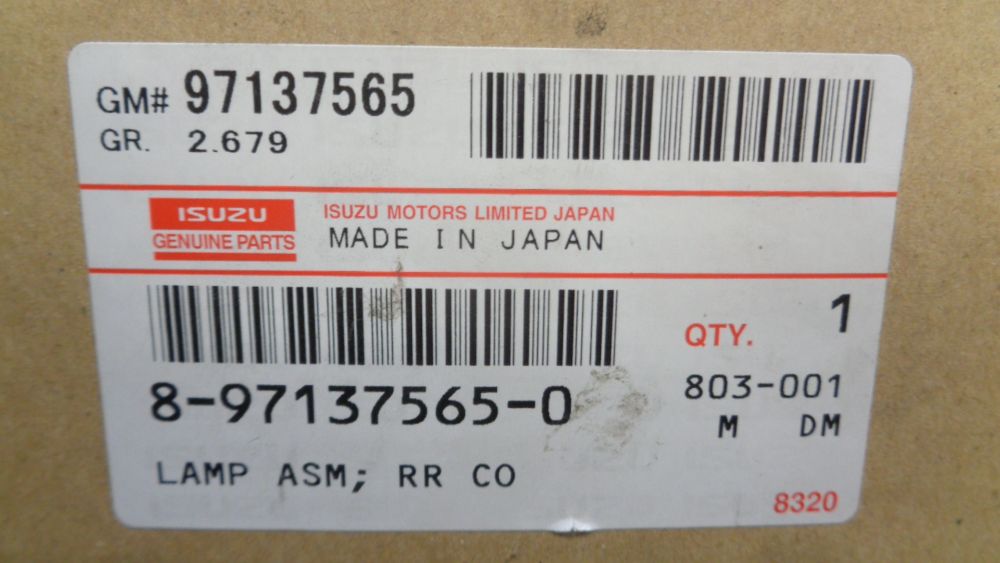 GM# 97137565
GR. 2.679
ISUZU
GENUINE PARTS
ISUZU MOTORS LIMITED JAPAN
MADE IN JAPAN
QTY. 1
8-97137565-0
803-001
M DM
LAMP ASM; RR CO
8320